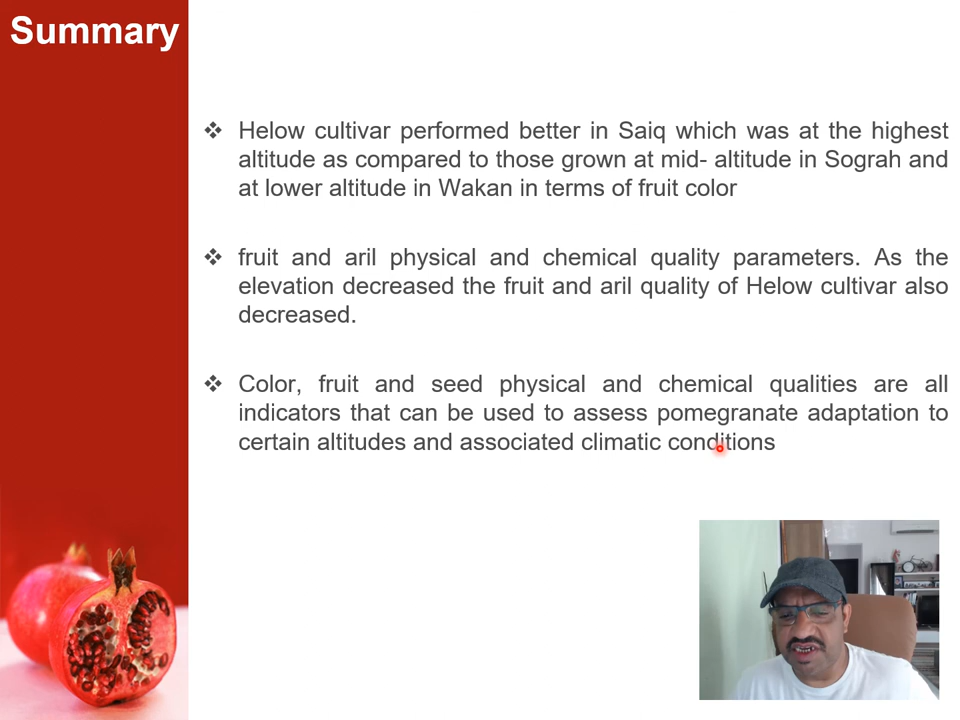 Summary
❖ Helow cultivar performed better in Saiq which was at the highest
altitude as compared to those grown at mid- altitude in Sograh and
at lower altitude in Wakan in terms of fruit color
❖ fruit and aril physical and chemical quality parameters. As the
elevation decreased the fruit and aril quality of Helow cultivar also
decreased.
❖ Color, fruit and seed physical and chemical qualities are all
indicators that can be used to assess pomegranate adaptation to
certain altitudes and associated climatic conditions